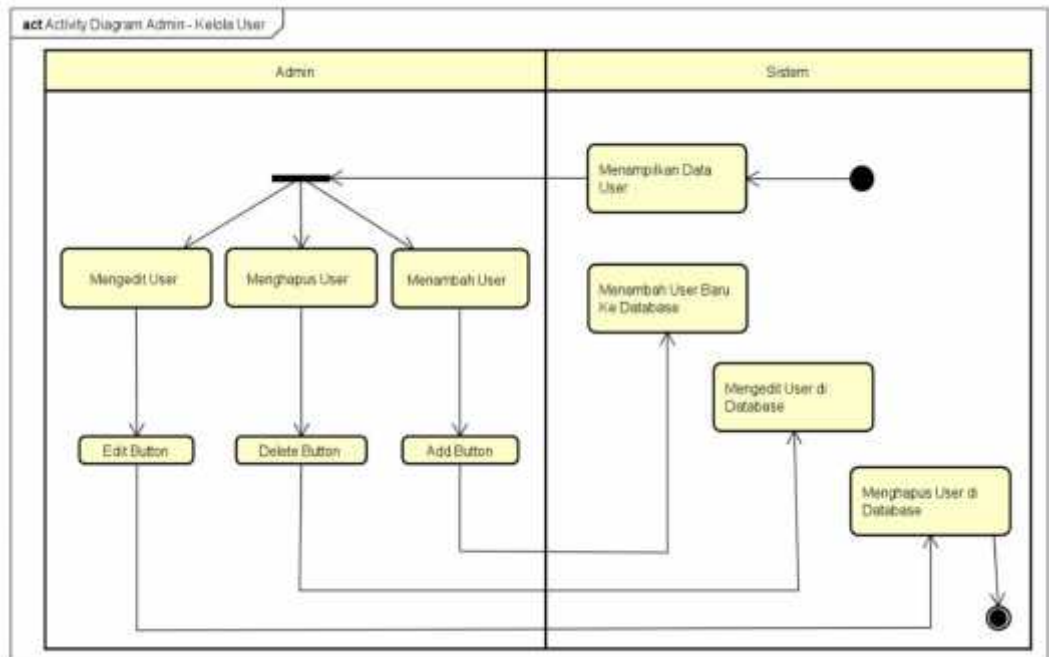 act Activity Diagram Admin - Kelola User
Admin
Sistem
Menampilkan Data
User
Mengedit User
Menghapus User
Menambah User
Menambah User Baru
Ke Database
Mengedit User di
Database
Edit Button
Delete Button
Add Button
Menghapus User di
Database